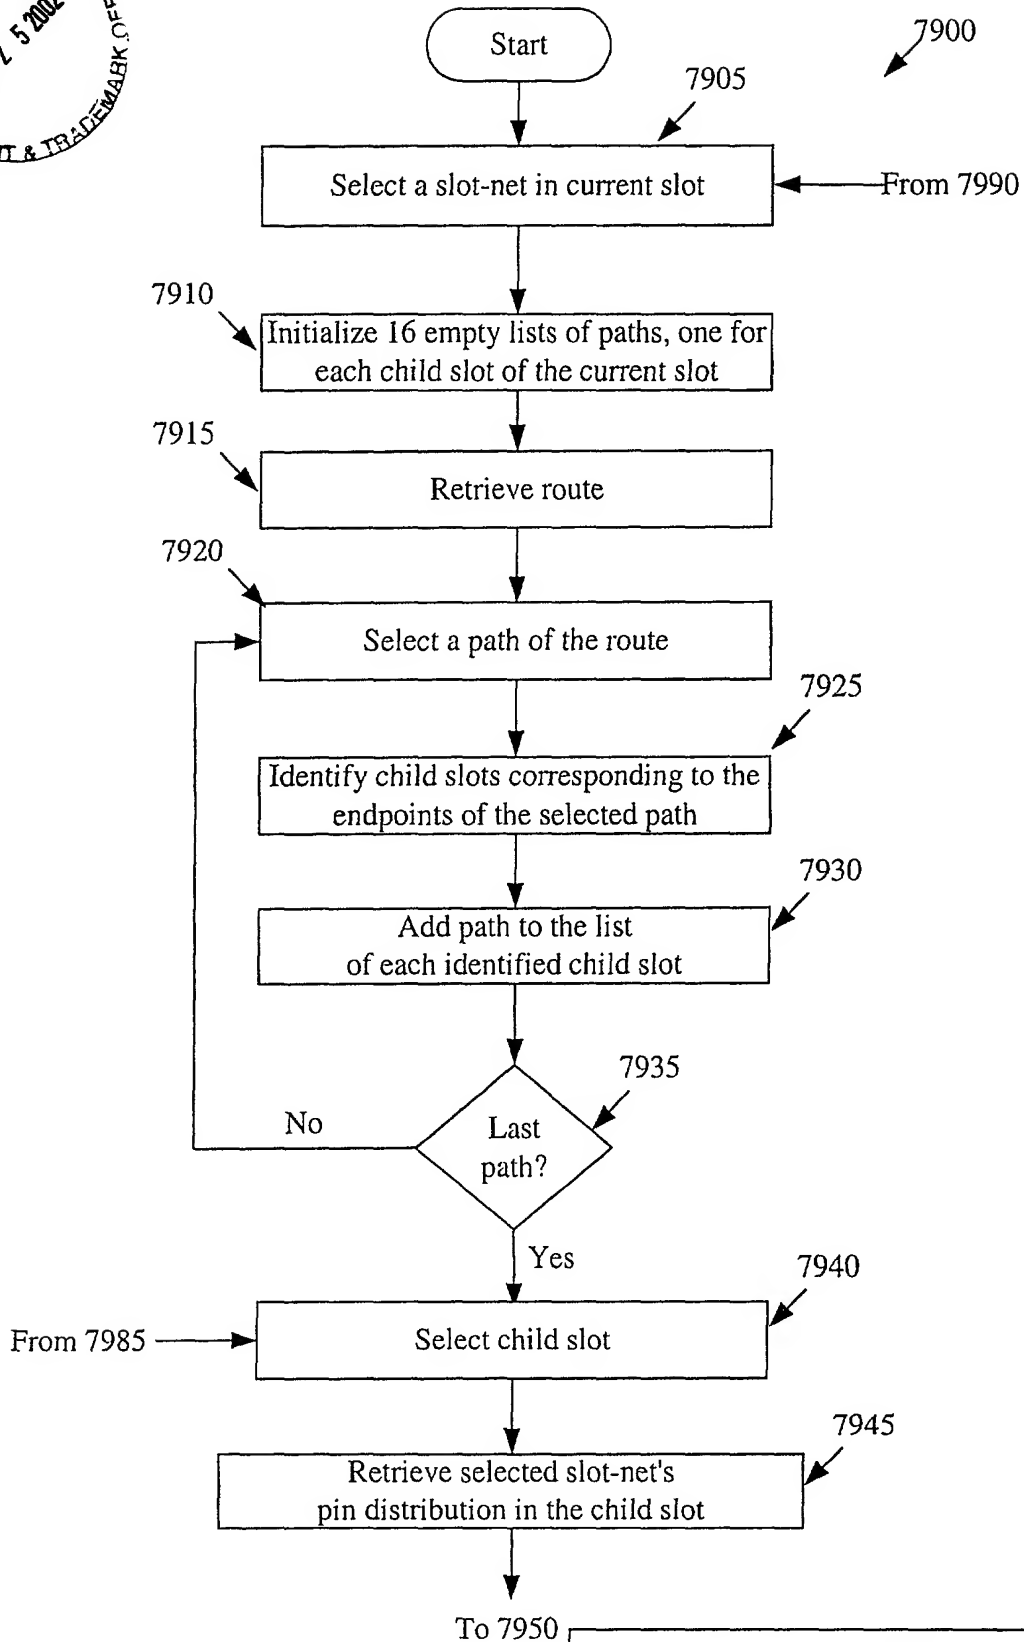 5 2002
& TRADEMARK
Start
7900
7905
Select a slot-net in current slot
From 7990
7910
Initialize 16 empty lists of paths, one for
each child slot of the current slot
7915
Retrieve route
7920
Select a path of the route
7925
Identify child slots corresponding to the
endpoints of the selected path
7930
Add path to the list
of each identified child slot
7935
Last
path?
No
Yes
7940
From 7985
Select child slot
7945
Retrieve selected slot-net's
pin distribution in the child slot
To 7950